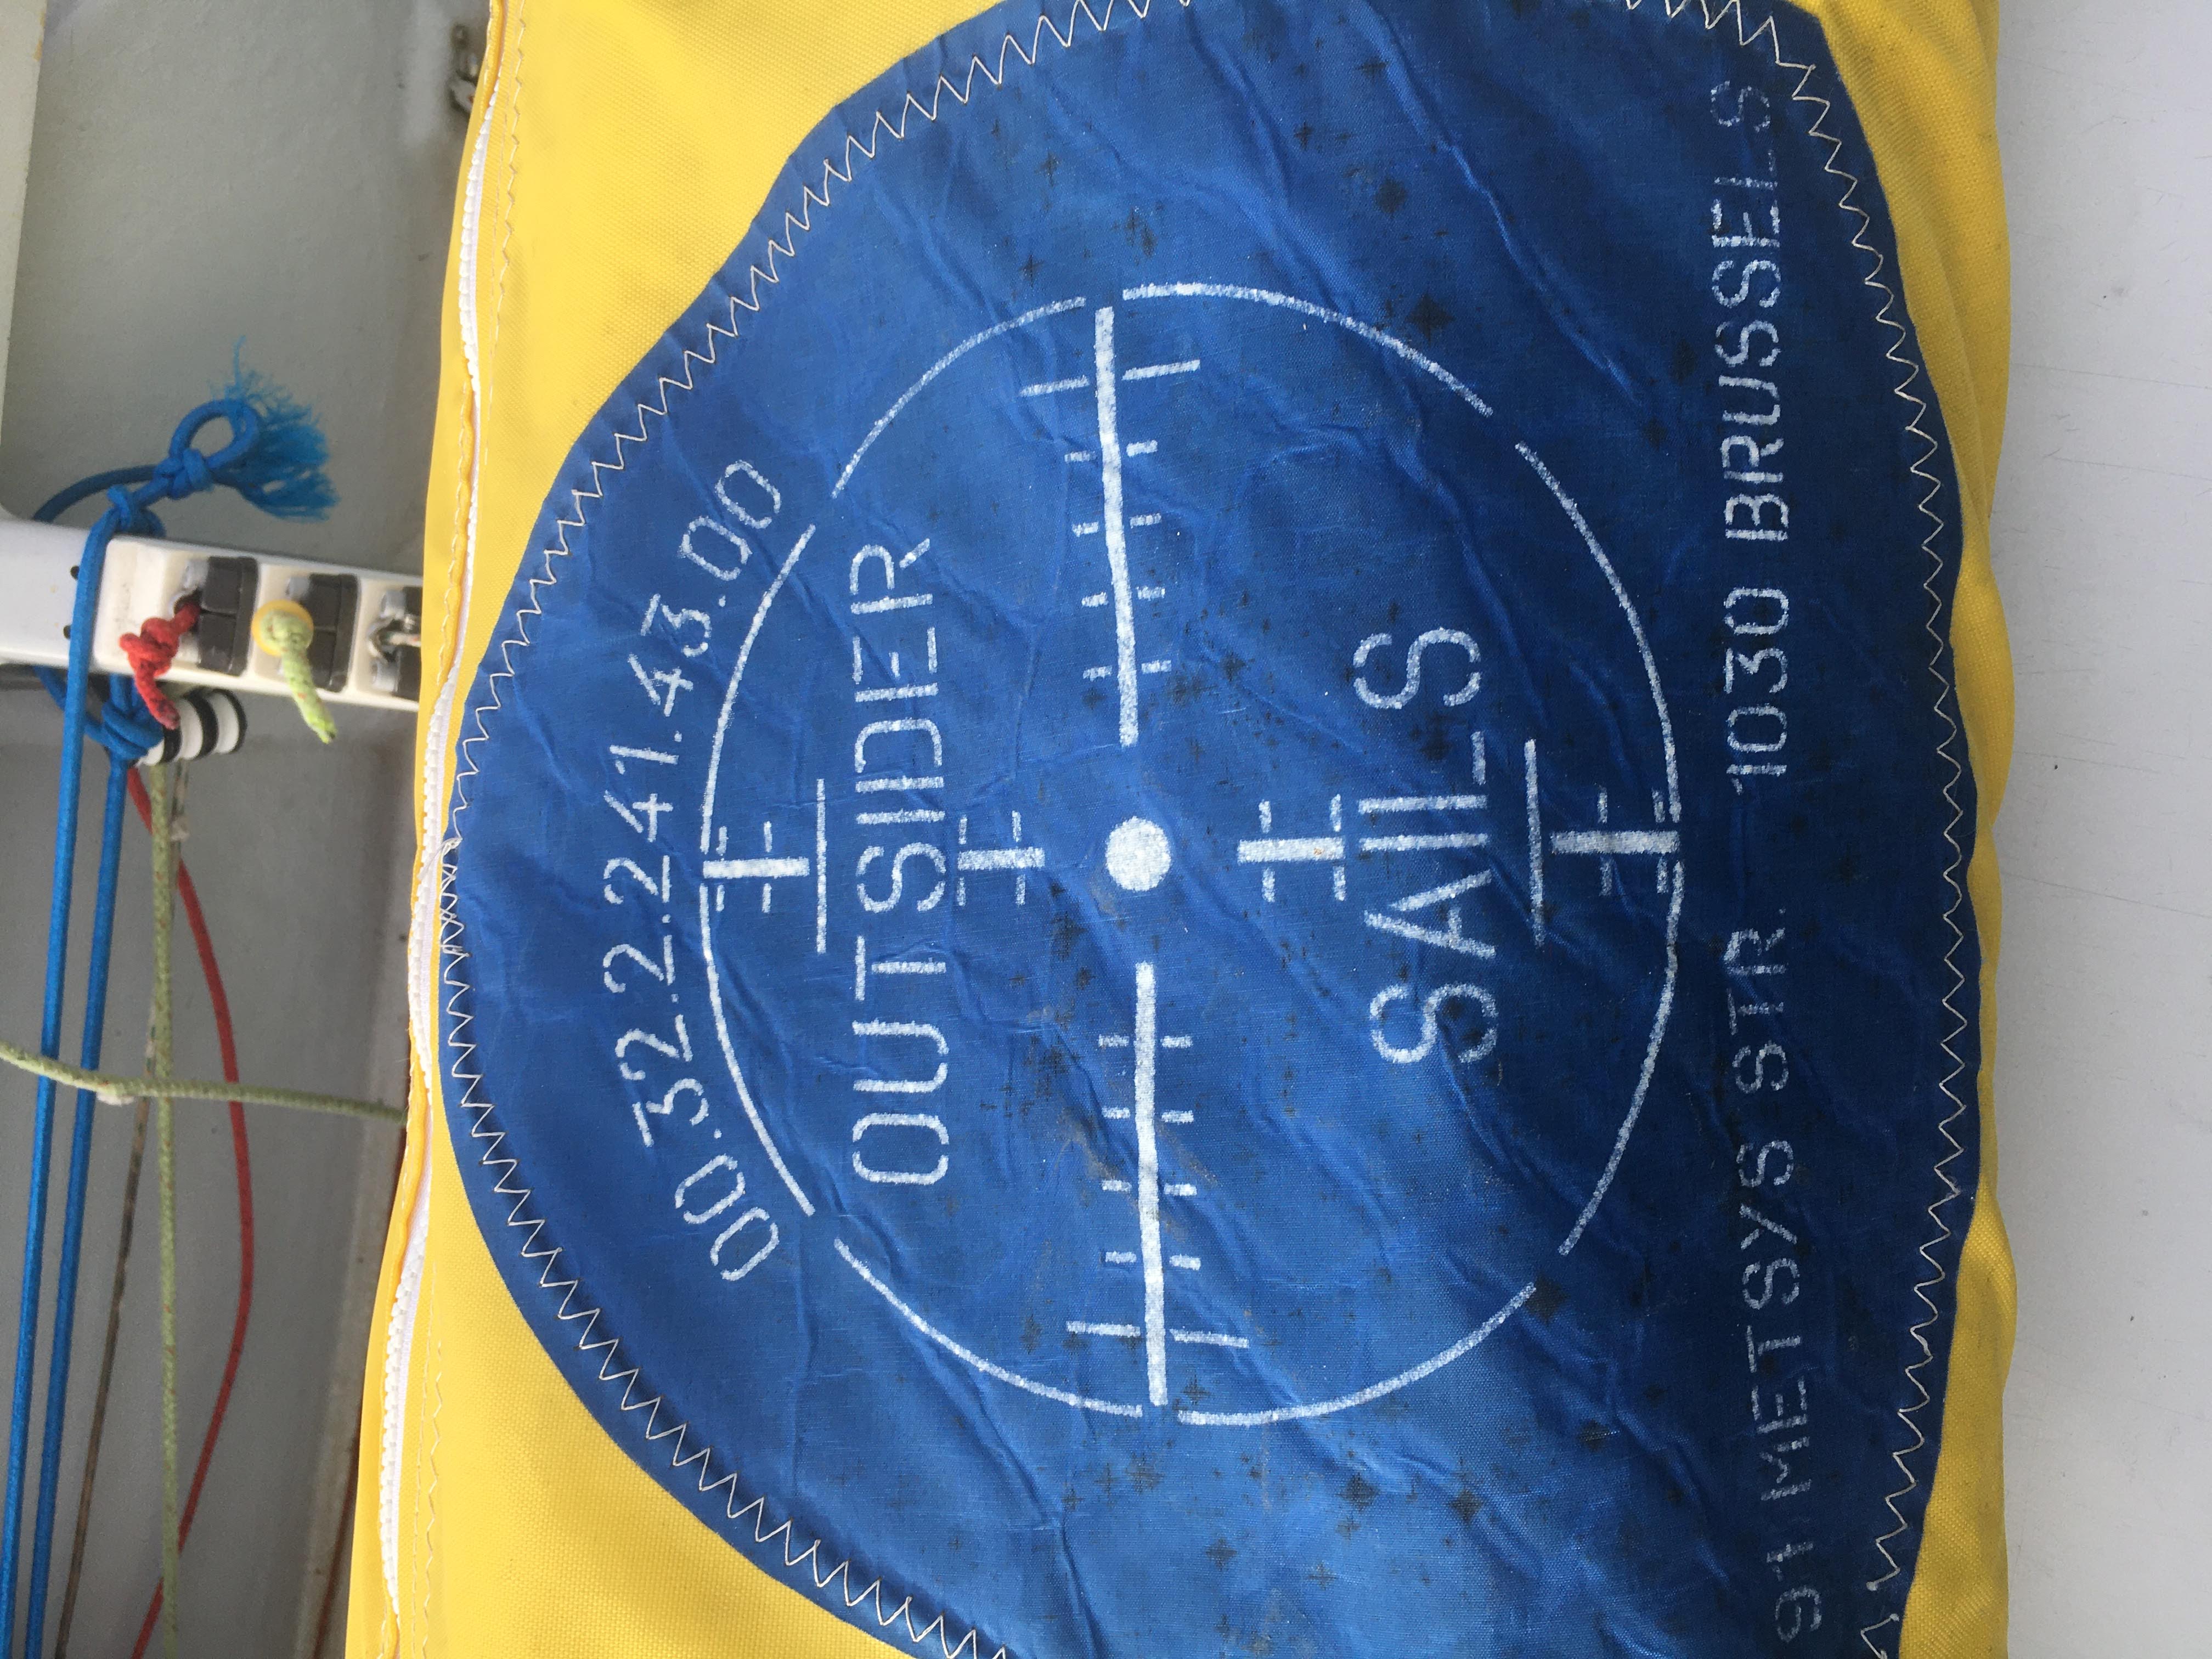 00.32.2.241.43.00
OUTSIDER
SAILS
91 METSYS STR. 1030 BRUSSELS